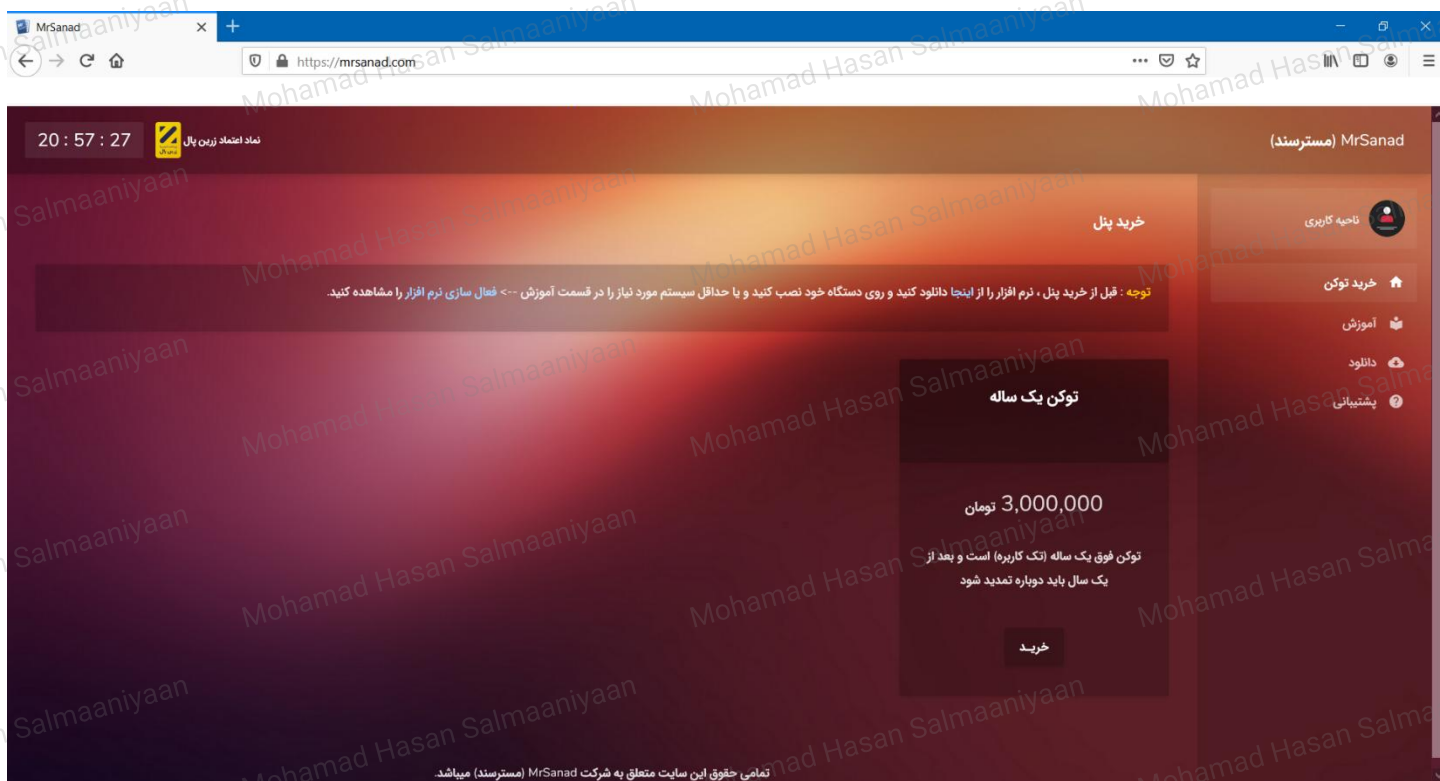 MrSanad
https://mrsanad.com
MrSanad (مسترسند)
نماد اعتماد زرین پال
20 : 57 : 27
ناحیه کاربری
خرید توکن
آموزش
دانلود
پشتیبانی
خرید پنل
توجه : قبل از خرید پنل ، نرم افزار را از اینجا دانلود کنید و روی دستگاه خود نصب کنید و یا حداقل سیستم مورد نیاز را در قسمت آموزش --> فعال سازی نرم افزار را مشاهده کنید.
توکن یک ساله
3,000,000 تومان
توکن فوق یک ساله (تک کاربره) است و بعد از
یک سال باید دوباره تمدید شود
خریـد
تمامی حقوق این سایت متعلق به شرکت MrSanad (مسترسند) میباشد.
Mohamad Hasan Salmaaniyaan